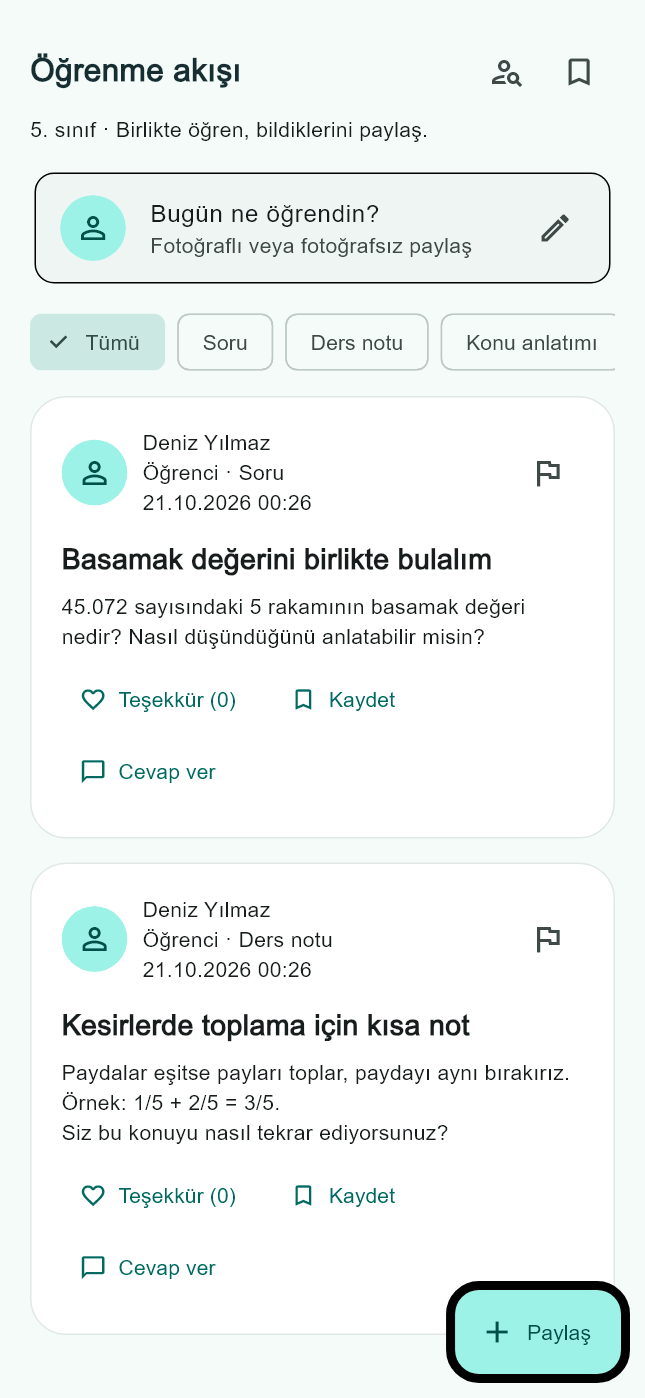 Öğrenme akışı
5. sınıf · Birlikte öğren, bildiklerini paylaş.
Bugün ne öğrendin?
Fotoğraflı veya fotoğrafsız paylaş
Tümü Soru Ders notu Konu anlatımı
Deniz Yılmaz
Öğrenci · Soru
21.10.2026 00:26
Basamak değerini birlikte bulalım
45.072 sayısındaki 5 rakamının basamak değeri
nedir? Nasıl düşündüğünü anlatabilir misin?
Teşekkür (0) Kaydet
Cevap ver
Deniz Yılmaz
Öğrenci · Ders notu
21.10.2026 00:26
Kesirlerde toplama için kısa not
Paydalar eşitse payları toplar, paydayı aynı bırakırız.
Örnek: 1/5 + 2/5 = 3/5.
Siz bu konuyu nasıl tekrar ediyorsunuz?
Teşekkür (0) Kaydet
Cevap ver
Paylaş